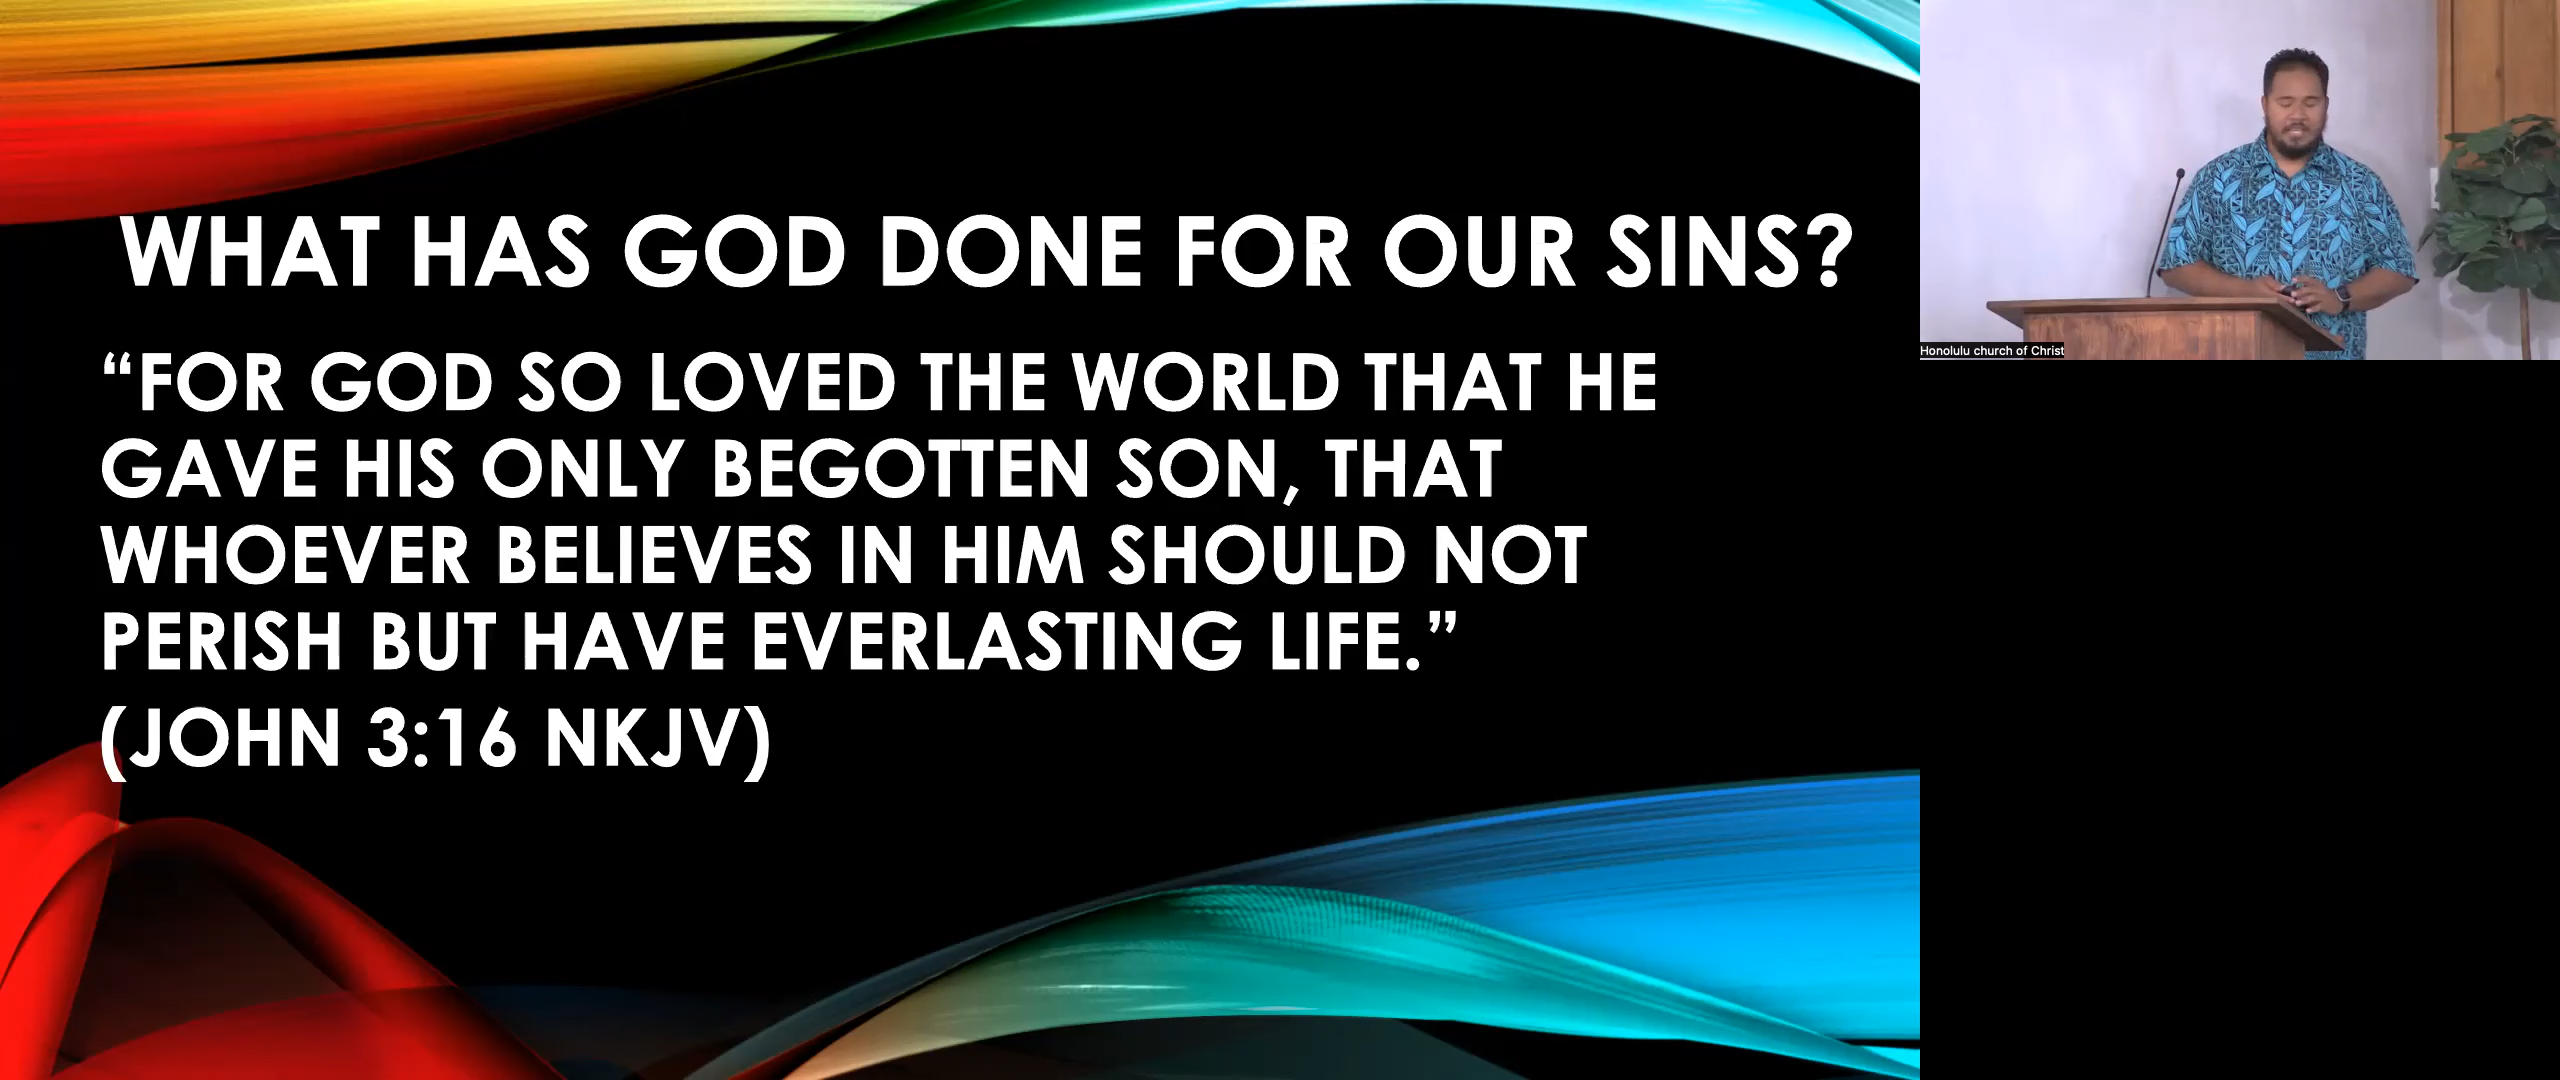 WHAT HAS GOD DONE FOR OUR SINS?
“FOR GOD SO LOVED THE WORLD THAT HE
GAVE HIS ONLY BEGOTTEN SON, THAT
WHOEVER BELIEVES IN HIM SHOULD NOT
PERISH BUT HAVE EVERLASTING LIFE.”
(JOHN 3:16 NKJV)
Honolulu church of Christ